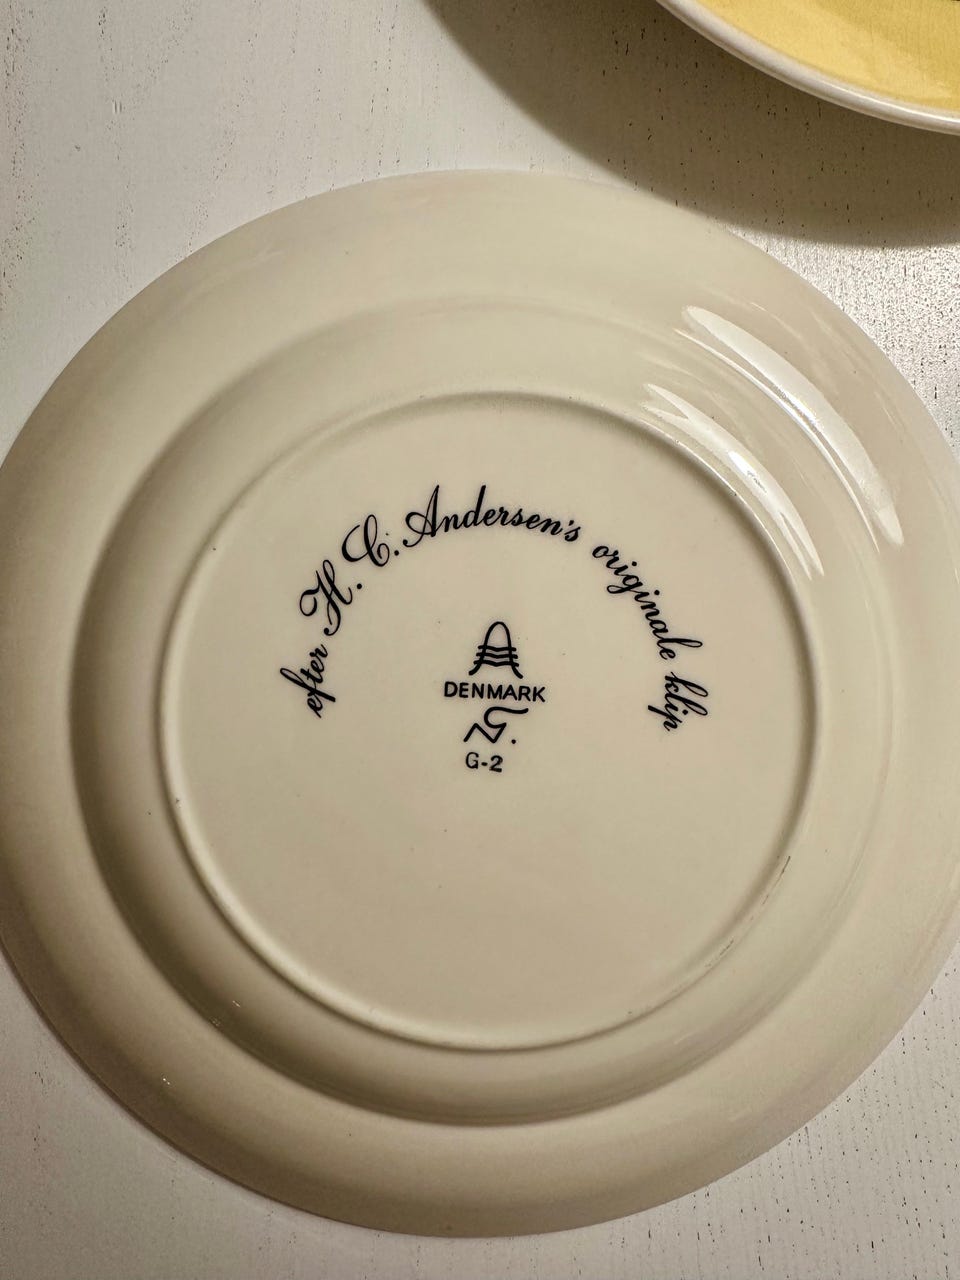 efter H. C. Andersen's originale klip
DENMARK
G-2